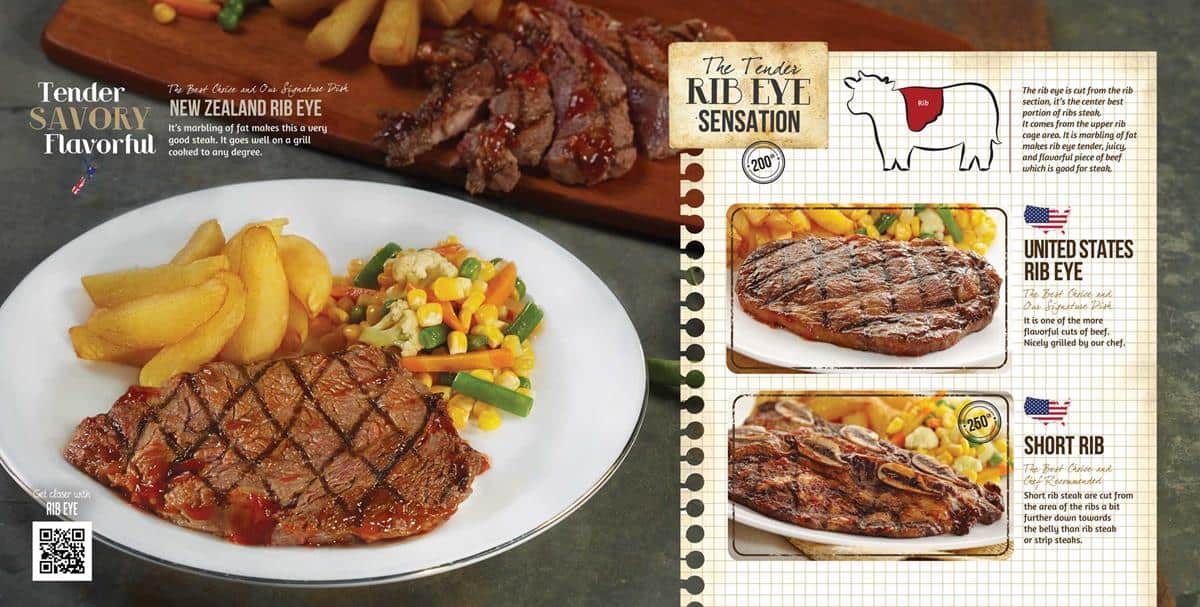 Tender
SAVORY
Flavorful
The Best Choice and Our Signature Dish
NEW ZEALAND RIB EYE
It's marbling of fat makes this a very
good steak. It goes well on a grill
cooked to any degree.
Get closer with
RIB EYE
The Tender
RIB EYE
SENSATION
200gr
Rib
The rib eye is cut from the rib
section, it's the center best
portion of ribs steak.
It comes from the upper rib
cage area. It is marbling of fat
makes rib eye tender, juicy,
and flavorful piece of beef
which is good for steak.
UNITED STATES
RIB EYE
The Best Choice and
Our Signature Dish
It is one of the more
flavorful cuts of beef.
Nicely grilled by our chef.
250gr
SHORT RIB
The Best Choice and
Chef Recommended
Short rib steak are cut from
the area of the ribs a bit
further down towards
the belly than rib steak
or strip steaks.